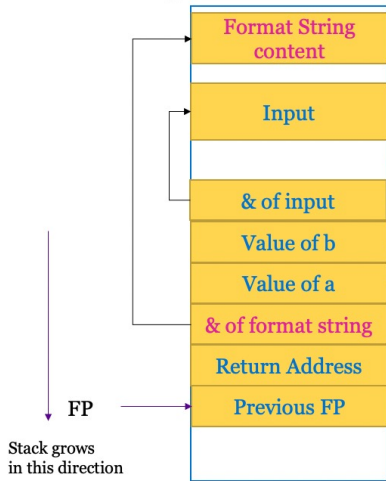 Format String
content
Input
& of input
Value of b
Value of a
& of format string
Return Address
FP
Previous FP
Stack grows
in this direction